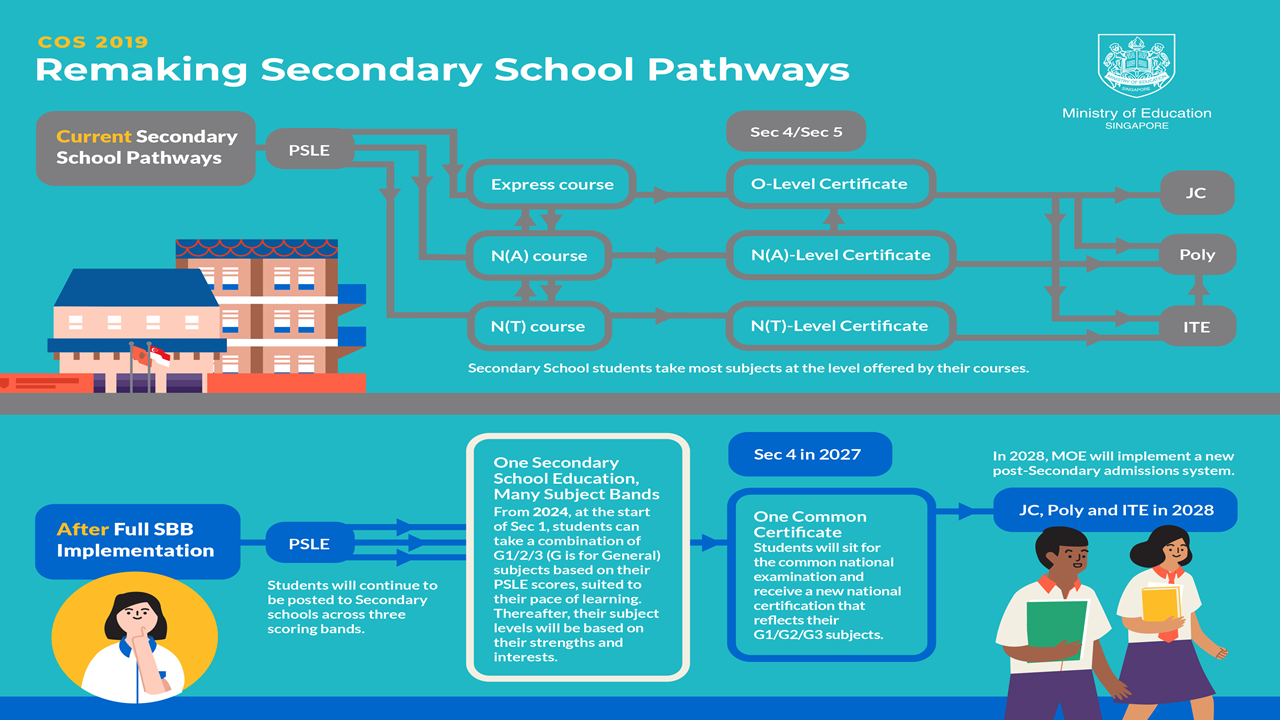 COS 2019
Remaking Secondary School Pathways
MINISTRY OF EDUCATION
SINGAPORE
Ministry of Education
SINGAPORE
Current Secondary
School Pathways
PSLE
Sec 4/Sec 5
Express course
O-Level Certificate
JC
N(A) course
N(A)-Level Certificate
Poly
N(T) course
N(T)-Level Certificate
ITE
Secondary School students take most subjects at the level offered by their courses.
After Full SBB
Implementation
PSLE
Students will continue to
be posted to Secondary
schools across three
scoring bands.
One Secondary
School Education,
Many Subject Bands
From 2024, at the start
of Sec 1, students can
take a combination of
G1/2/3 (G is for General)
subjects based on their
PSLE scores, suited to
their pace of learning.
Thereafter, their subject
levels will be based on
their strengths and
interests.
Sec 4 in 2027
One Common
Certificate
Students will sit for
the common national
examination and
receive a new national
certification that
reflects their
G1/G2/G3 subjects.
In 2028, MOE will implement a new
post-Secondary admissions system.
JC, Poly and ITE in 2028